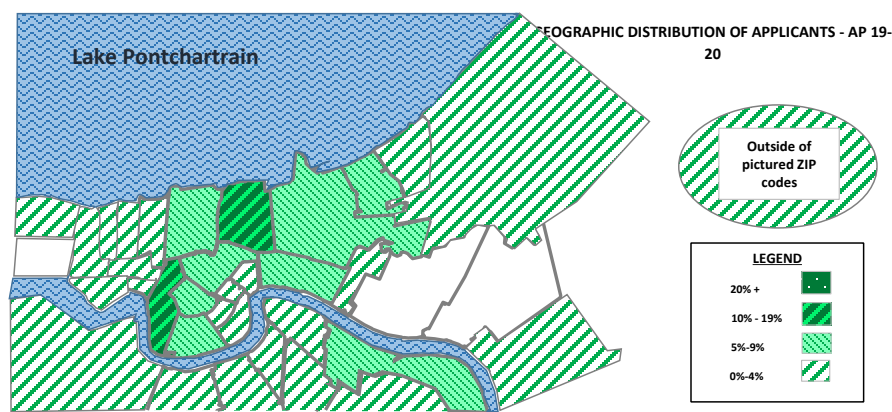 EOGRAPHIC DISTRIBUTION OF APPLICANTS - AP 19-
20
Lake Pontchartrain
Outside of
pictured ZIP
codes
LEGEND
20% +
10% - 19%
5%-9%
0%-4%